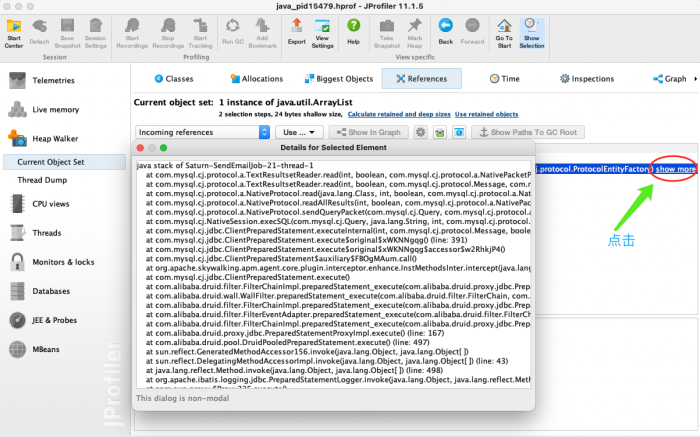 java_pid15479.hprof - JProfiler 11.1.5
Start Center
Detach
Save Snapshot
Session Settings
Start Recordings
Stop Recordings
Start Tracking
Run GC
Add Bookmark
Export
View Settings
Help
Take Snapshot
Mark Heap
Back
Forward
Go To Start
Show Selection
Session
Profiling
View specific
Telemetries
Live memory
Heap Walker
Current Object Set
Thread Dump
CPU views
Threads
Monitors & locks
Databases
JEE & Probes
MBeans
JProfiler
Classes
Allocations
Biggest Objects
References
Time
Inspections
Graph
Current object set: 1 instance of java.util.ArrayList
2 selection steps, 24 bytes shallow size, Calculate retained and deep sizes Use retained objects
Incoming references
Use ...
Show In Graph
Show Paths To GC Root
j.protocol.ProtocolEntityFactory) show more
点击
Details for Selected Element
java stack of Saturn-SendEmailJob-21-thread-1
at com.mysql.cj.protocol.a.TextResultsetReader.read(int, boolean, com.mysql.cj.protocol.a.NativePacketP
at com.mysql.cj.protocol.a.TextResultsetReader.read(int, boolean, com.mysql.cj.protocol.Message, com.m
at com.mysql.cj.protocol.a.NativeProtocol.read(java.lang.Class, int, boolean, com.mysql.cj.protocol.a.Na
at com.mysql.cj.protocol.a.NativeProtocol.readAllResults(int, boolean, com.mysql.cj.protocol.a.NativePa
at com.mysql.cj.protocol.a.NativeProtocol.sendQueryPacket(com.mysql.cj.Query, com.mysql.cj.protocol.a
at com.mysql.cj.NativeSession.execSQL(com.mysql.cj.Query, java.lang.String, int, com.mysql.cj.protocol.a
at com.mysql.cj.jdbc.ClientPreparedStatement.executeInternal(int, com.mysql.cj.protocol.Message, boole
at com.mysql.cj.jdbc.ClientPreparedStatement.execute$original$xWKNNgqg() (line: 391)
at com.mysql.cj.jdbc.ClientPreparedStatement.execute$original$xWKNNgqg$accessor$w2RhkjP4()
at com.mysql.cj.jdbc.ClientPreparedStatement$auxiliary$FBOgMAum.call()
at org.apache.skywalking.apm.agent.core.plugin.interceptor.enhance.InstMethodsInter.intercept(java.lang
at com.mysql.cj.jdbc.ClientPreparedStatement.execute()
at com.alibaba.druid.filter.FilterChainImpl.preparedStatement_execute(com.alibaba.druid.proxy.jdbc.Prep
at com.alibaba.druid.wall.WallFilter.preparedStatement_execute(com.alibaba.druid.filter.FilterChain, com.
at com.alibaba.druid.filter.FilterChainImpl.preparedStatement_execute(com.alibaba.druid.proxy.jdbc.Prep
at com.alibaba.druid.filter.FilterEventAdapter.preparedStatement_execute(com.alibaba.druid.filter.FilterCh
at com.alibaba.druid.filter.FilterChainImpl.preparedStatement_execute(com.alibaba.druid.proxy.jdbc.Prep
at com.alibaba.druid.proxy.jdbc.PreparedStatementProxyImpl.execute() (line: 167)
at com.alibaba.druid.pool.DruidPooledPreparedStatement.execute() (line: 497)
at sun.reflect.GeneratedMethodAccessor156.invoke(java.lang.Object, java.lang.Object[ ])
at sun.reflect.DelegatingMethodAccessorImpl.invoke(java.lang.Object, java.lang.Object[ ]) (line: 43)
at java.lang.reflect.Method.invoke(java.lang.Object, java.lang.Object[ ]) (line: 498)
at org.apache.ibatis.logging.jdbc.PreparedStatementLogger.invoke(java.lang.Object, java.lang.reflect.Meth
This dialog is non-modal